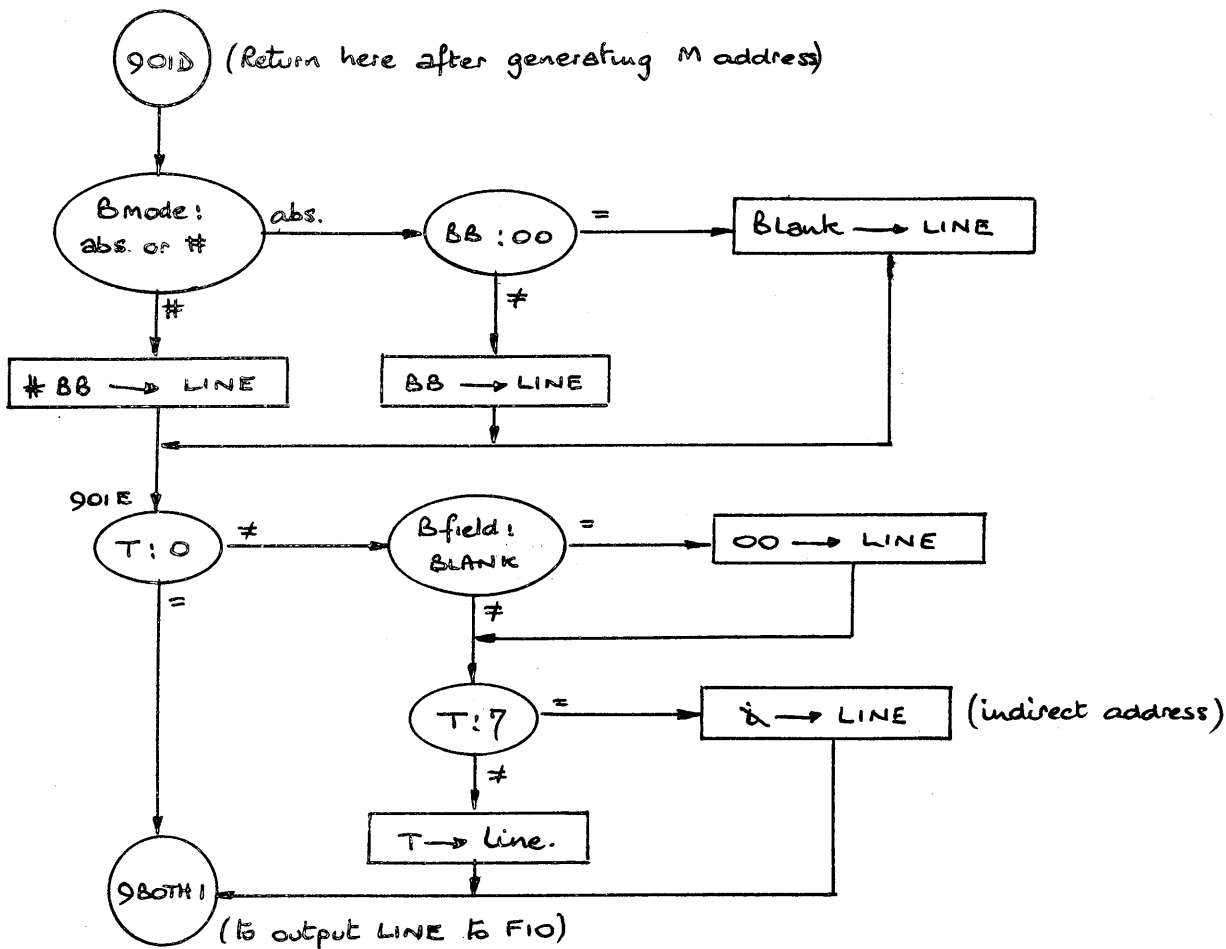 901D (Return here after generating M address)
Bmode:
abs. or #
abs.
BB : 00
=
Blank → LINE
#
≠
# BB → LINE
BB → LINE
901E
T : 0
≠
Bfield:
BLANK
=
00 → LINE
=
≠
T : 7
=
→ LINE
(indirect address)
≠
T → Line.
9BOTH1
(to output LINE to F10)